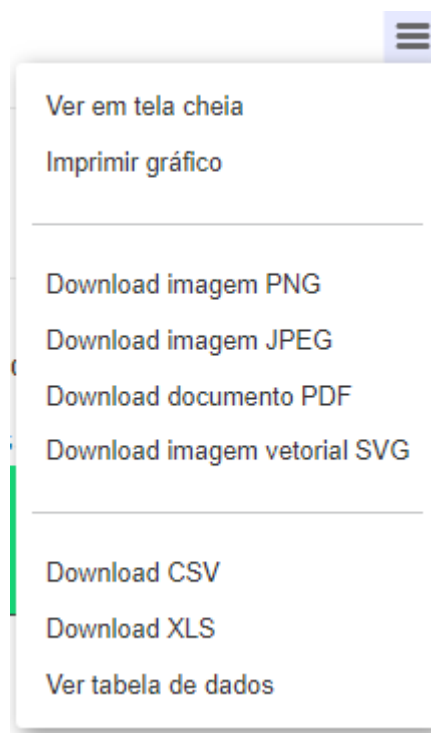 Ver em tela cheia
Imprimir gráfico
Download imagem PNG
Download imagem JPEG
Download documento PDF
Download imagem vetorial SVG
Download CSV
Download XLS
Ver tabela de dados